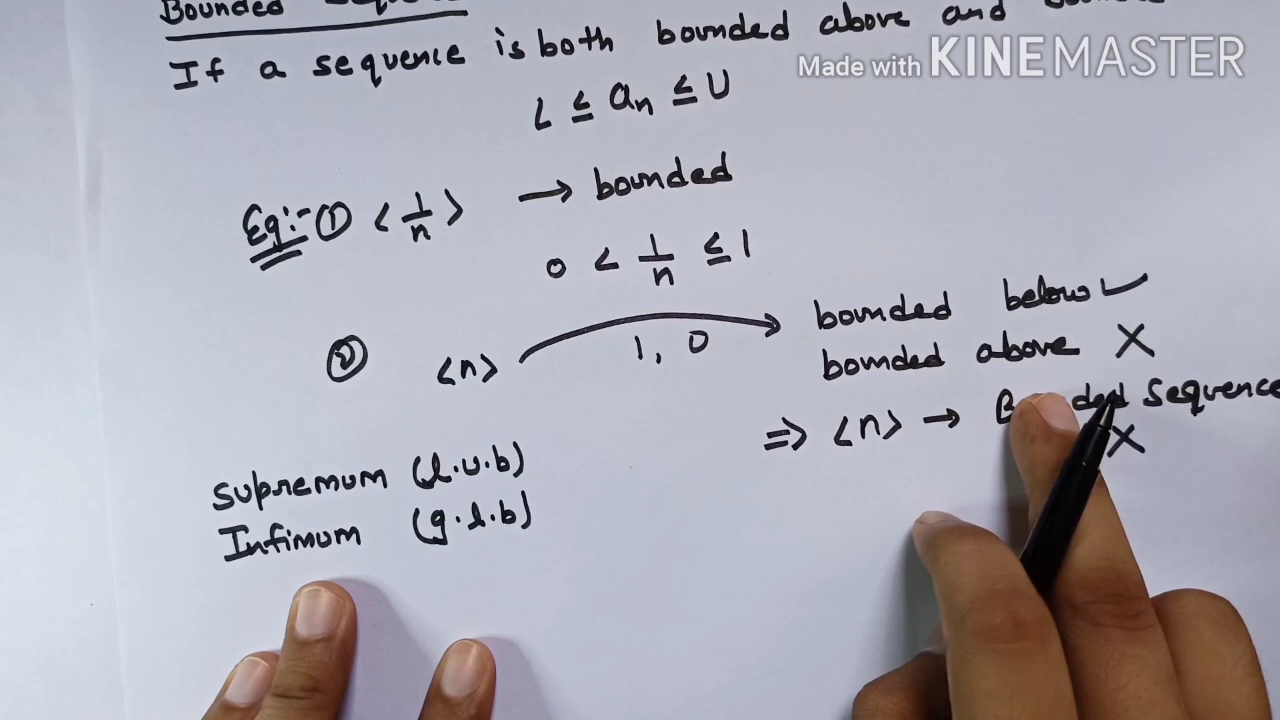 Bounded
If a sequence is both bounded above and
Made with KINEMASTER
L ≤ an ≤ U
Eg:- ① <1/n> → bounded
0 < 1/n ≤ 1
② <n> 1, 0 → bounded below ✓
bounded above ✗
⇒ <n> → Bounded Sequence
✗
Supremum (l.u.b)
Infimum (g.l.b)